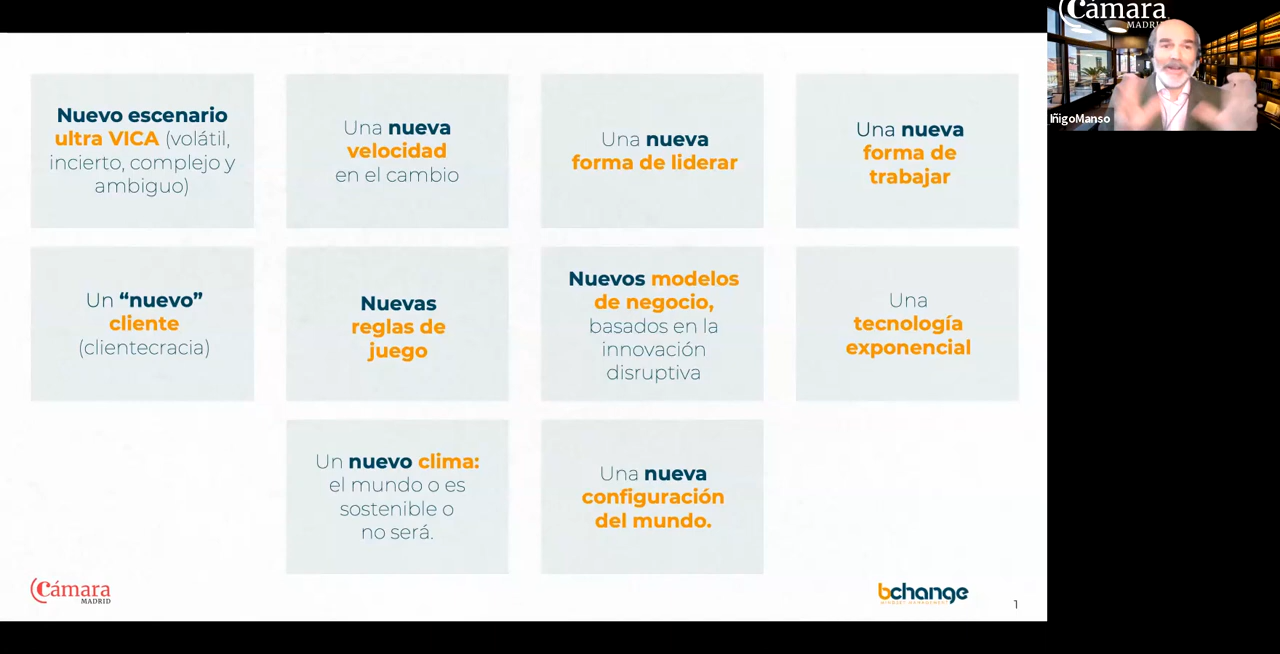 Cámara
MADRID
IñigoManso
Nuevo escenario
ultra VICA (volátil,
incierto, complejo y
ambiguo)
Una nueva
velocidad
en el cambio
Una nueva
forma de liderar
Una nueva
forma de
trabajar
Un “nuevo”
cliente
(clientecracia)
Nuevas
reglas de
juego
Nuevos modelos
de negocio,
basados en la
innovación
disruptiva
Una
tecnología
exponencial
Un nuevo clima:
el mundo o es
sostenible o
no será.
Una nueva
configuración
del mundo.
Cámara
MADRID
bchange
MINDSET MANAGEMENT
1